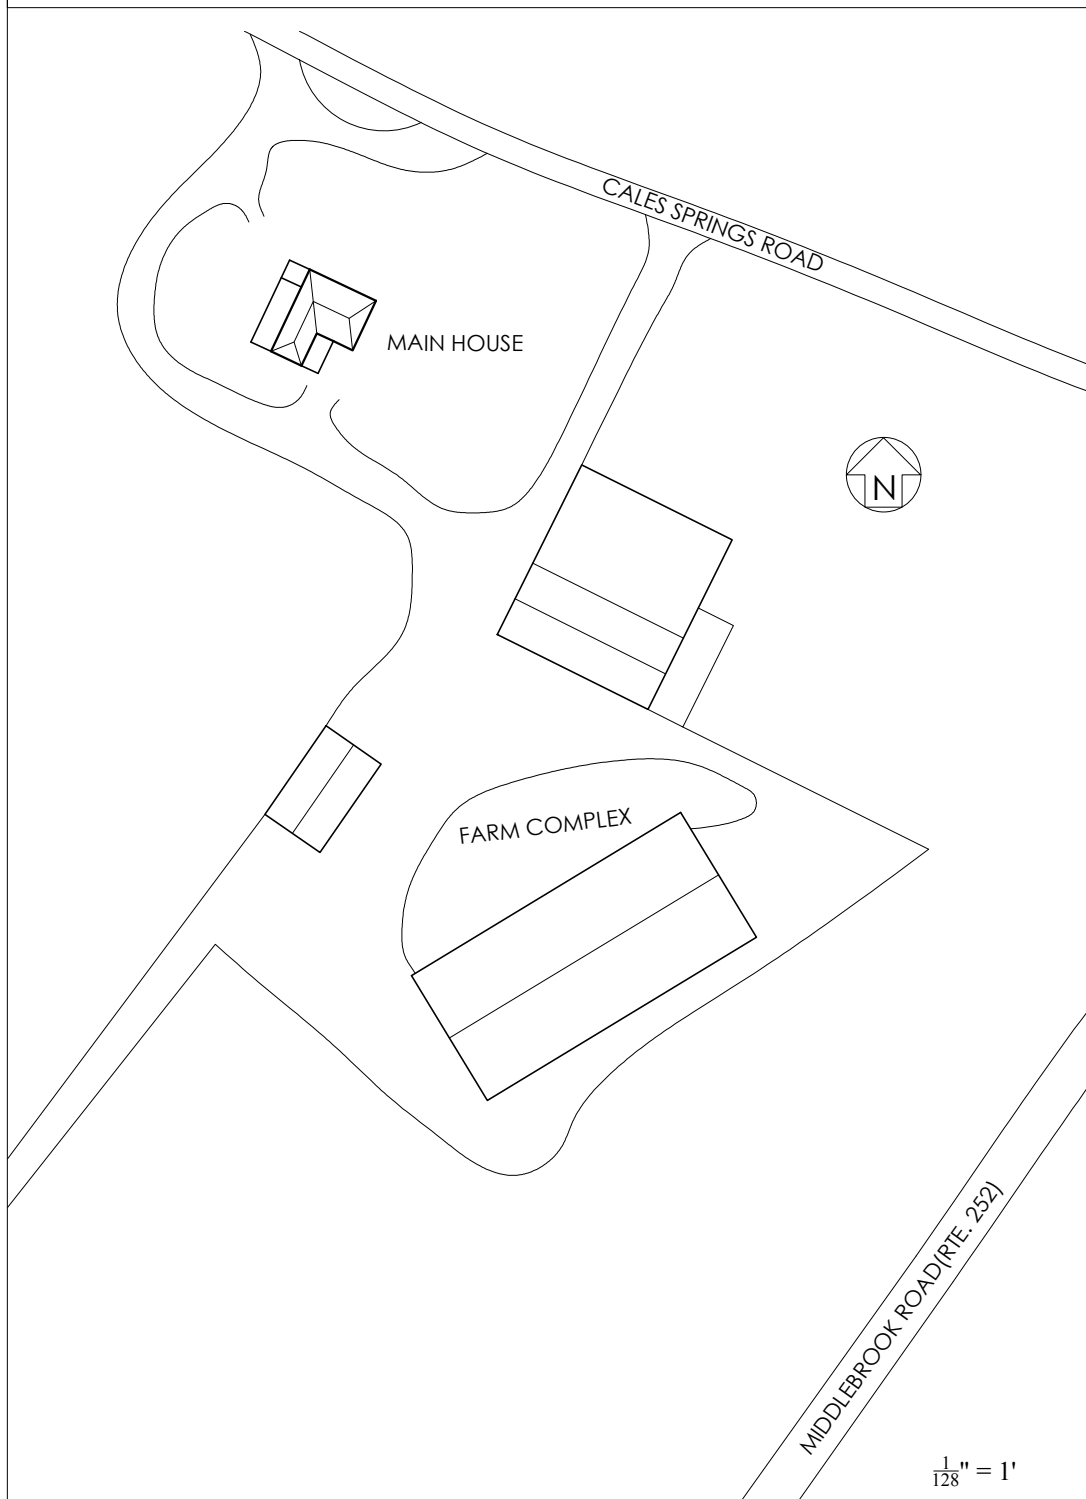 CALES SPRINGS ROAD
MAIN HOUSE
N
FARM COMPLEX
MIDDLEBROOK ROAD(RTE. 252)
1/128" = 1'